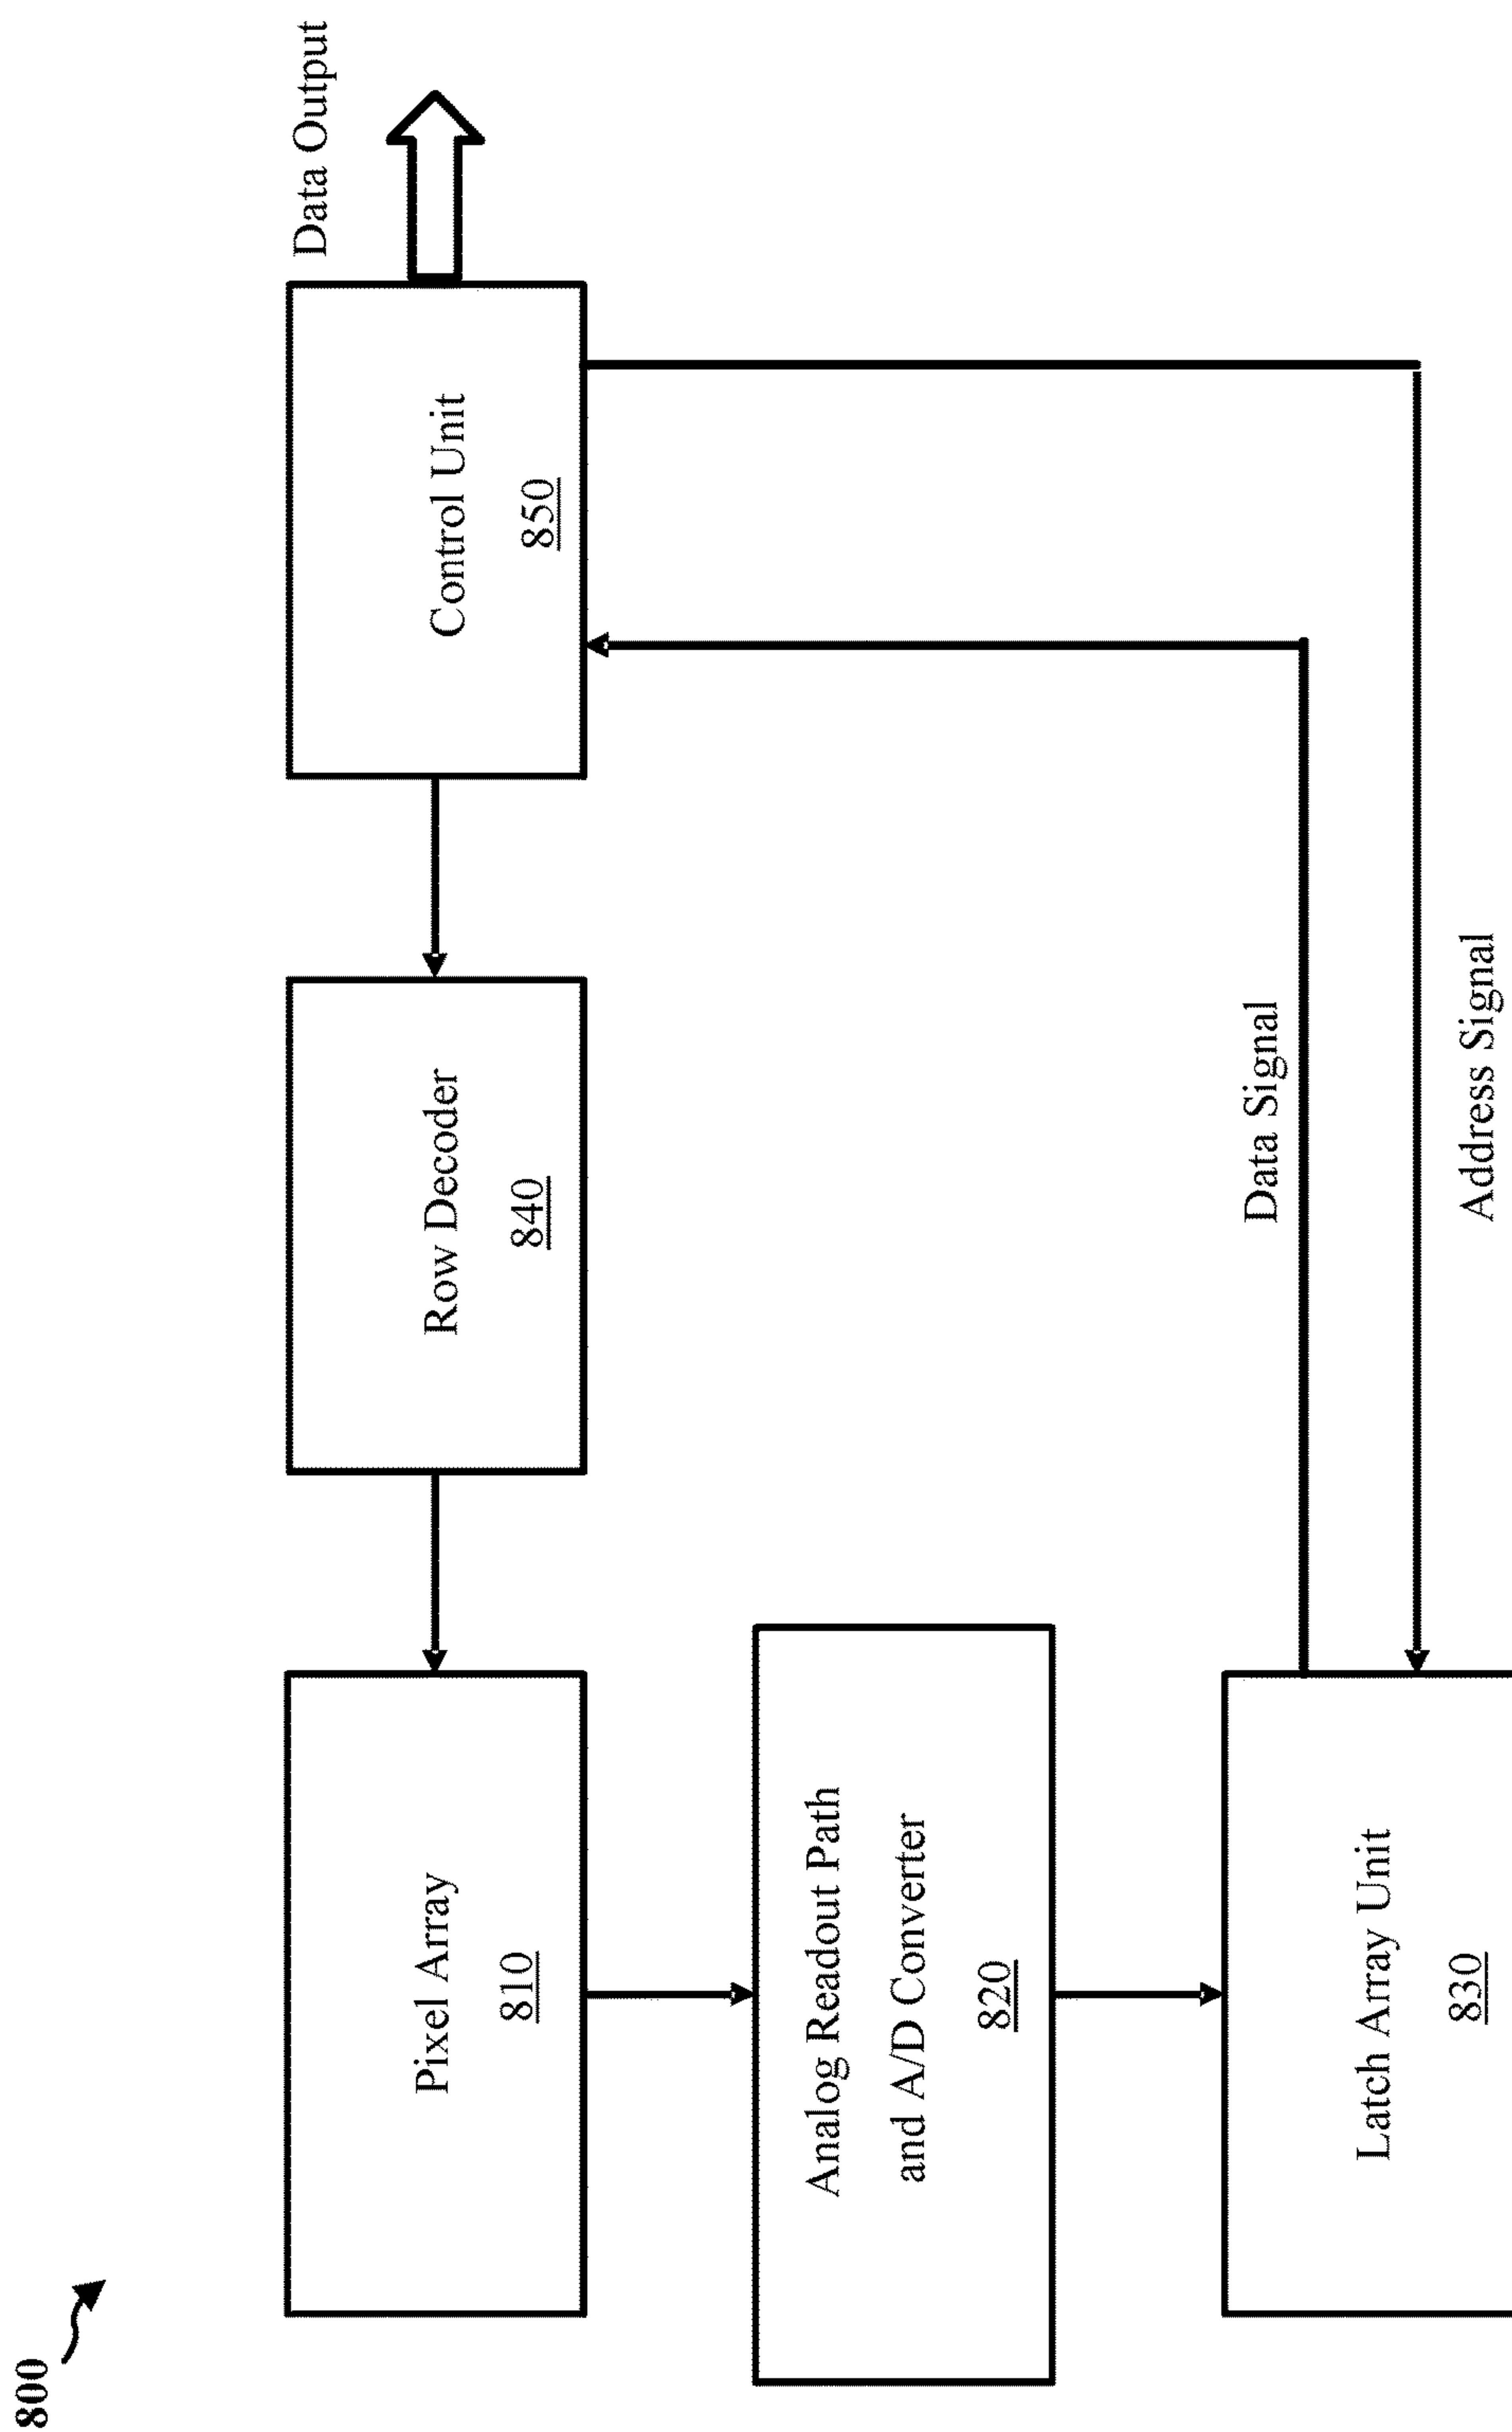 800
Pixel Array
810
Row Decoder
840
Control Unit
850
Data Output
Analog Readout Path
and A/D Converter
820
Data Signal
Latch Array Unit
830
Address Signal